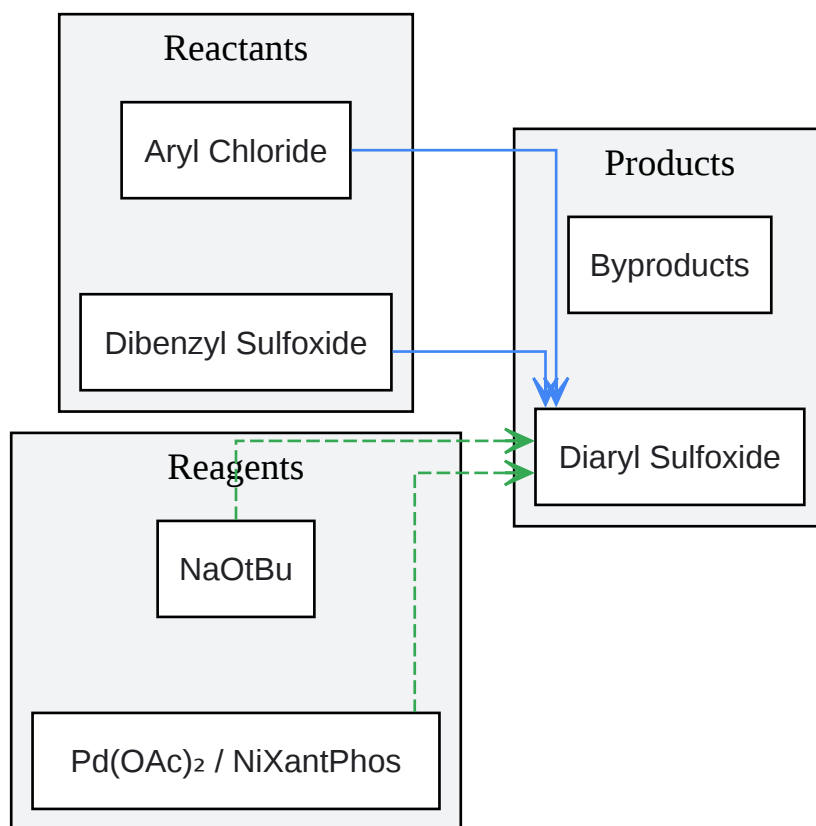 Reactants
Aryl Chloride
Dibenzyl Sulfoxide
Products
Byproducts
Diaryl Sulfoxide
Reagents
NaOtBu
Pd(OAc)₂ / NiXantPhos